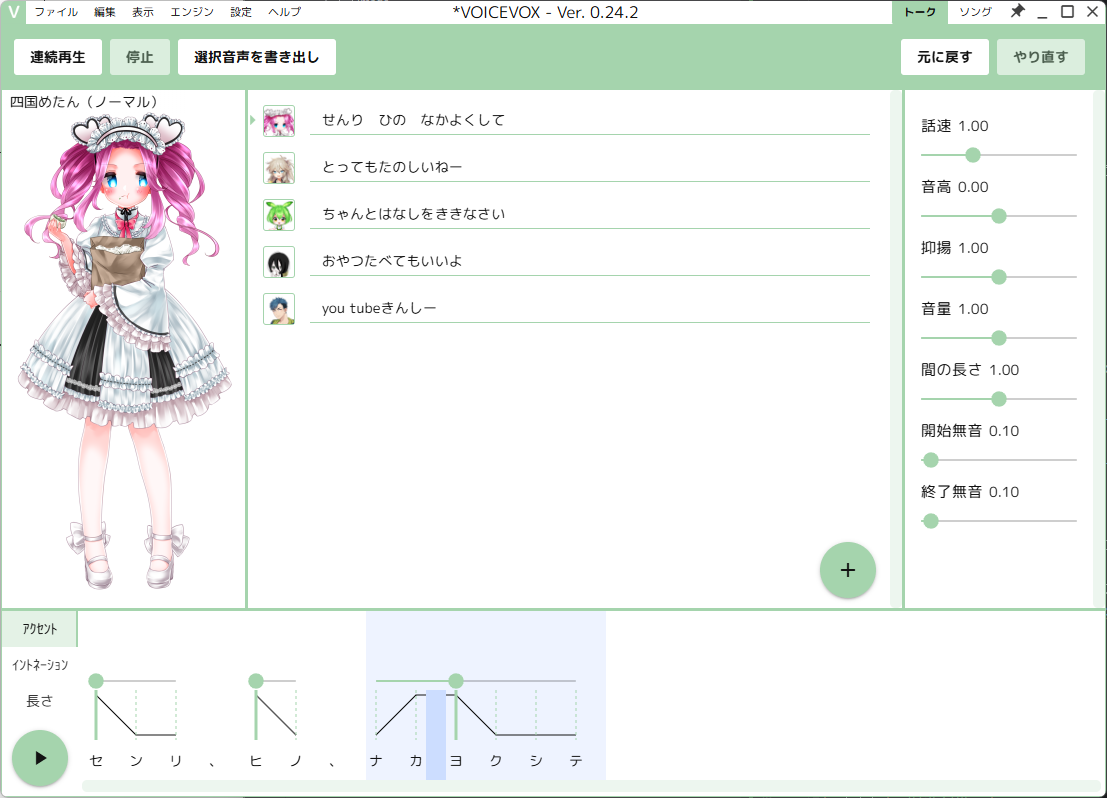 V ファイル 編集 表示 エンジン 設定 ヘルプ *VOICEVOX - Ver. 0.24.2 トーク ソング
連続再生 停止 選択音声を書き出し 元に戻す やり直す
四国めたん（ノーマル）
せんり　ひの　なかよくして
とってもたのしいねー
ちゃんとはなしをききなさい
おやつたべてもいいよ
you tubeきんしー
+
話速 1.00
音高 0.00
抑揚 1.00
音量 1.00
間の長さ 1.00
開始無音 0.10
終了無音 0.10
アクセント
イントネーション
長さ
セ ン リ 、 ヒ ノ 、 ナ カ ヨ ク シ テ